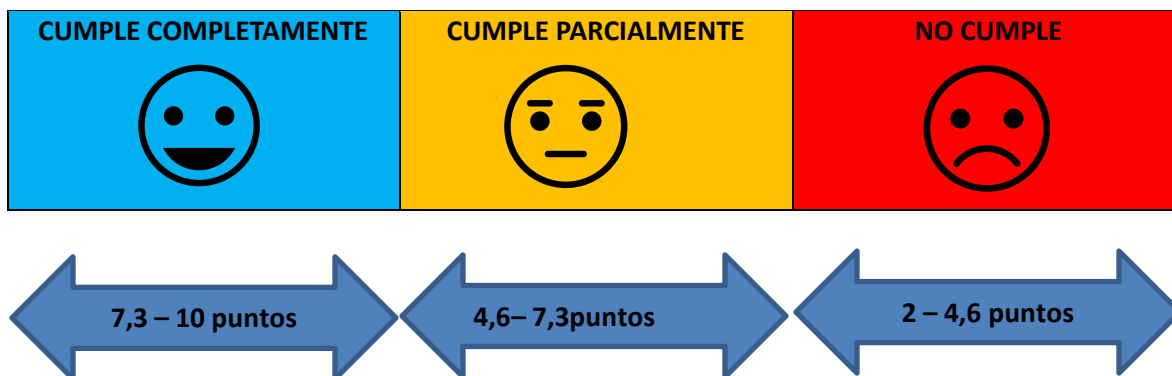 CUMPLE COMPLETAMENTE
CUMPLE PARCIALMENTE
NO CUMPLE
7,3 – 10 puntos
4,6– 7,3puntos
2 – 4,6 puntos